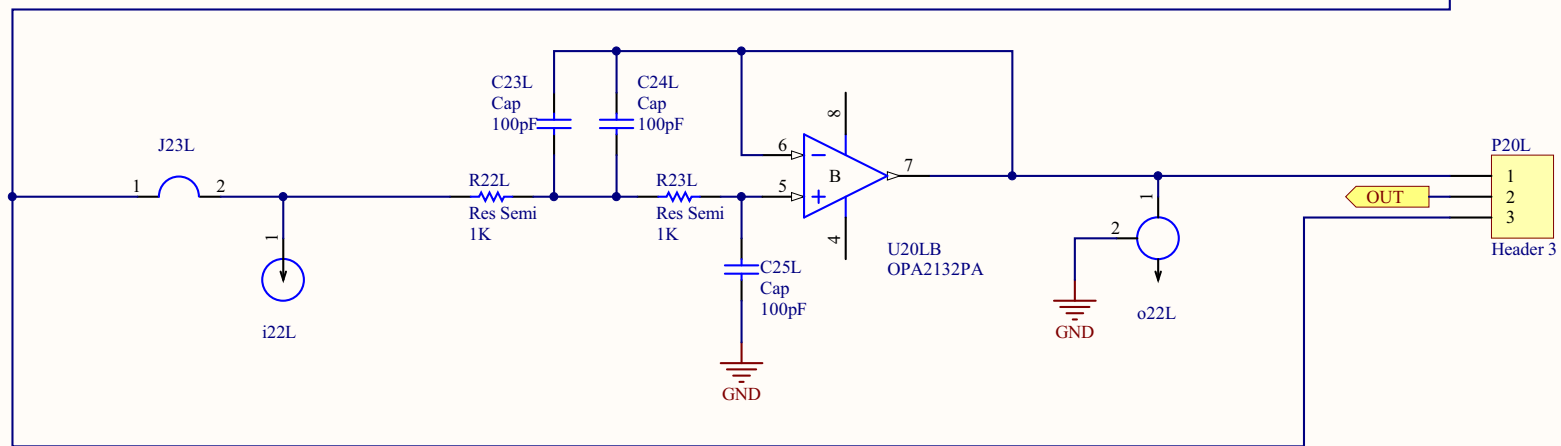 C23L
Cap
100pF
C24L
Cap
100pF
8
J23L
6
P20L
1
2
R22L
R23L
5
B
7
1
1
OUT
2
3
Res Semi
1K
Res Semi
1K
4
2
1
Header 3
U20LB
OPA2132PA
C25L
Cap
100pF
i22L
GND
o22L
GND